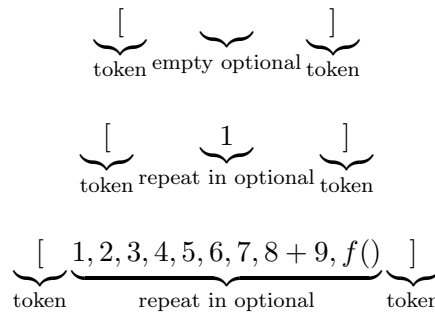 [ ]
token empty optional token
[ 1 ]
token repeat in optional token
[ 1, 2, 3, 4, 5, 6, 7, 8 + 9, f() ]
token repeat in optional token